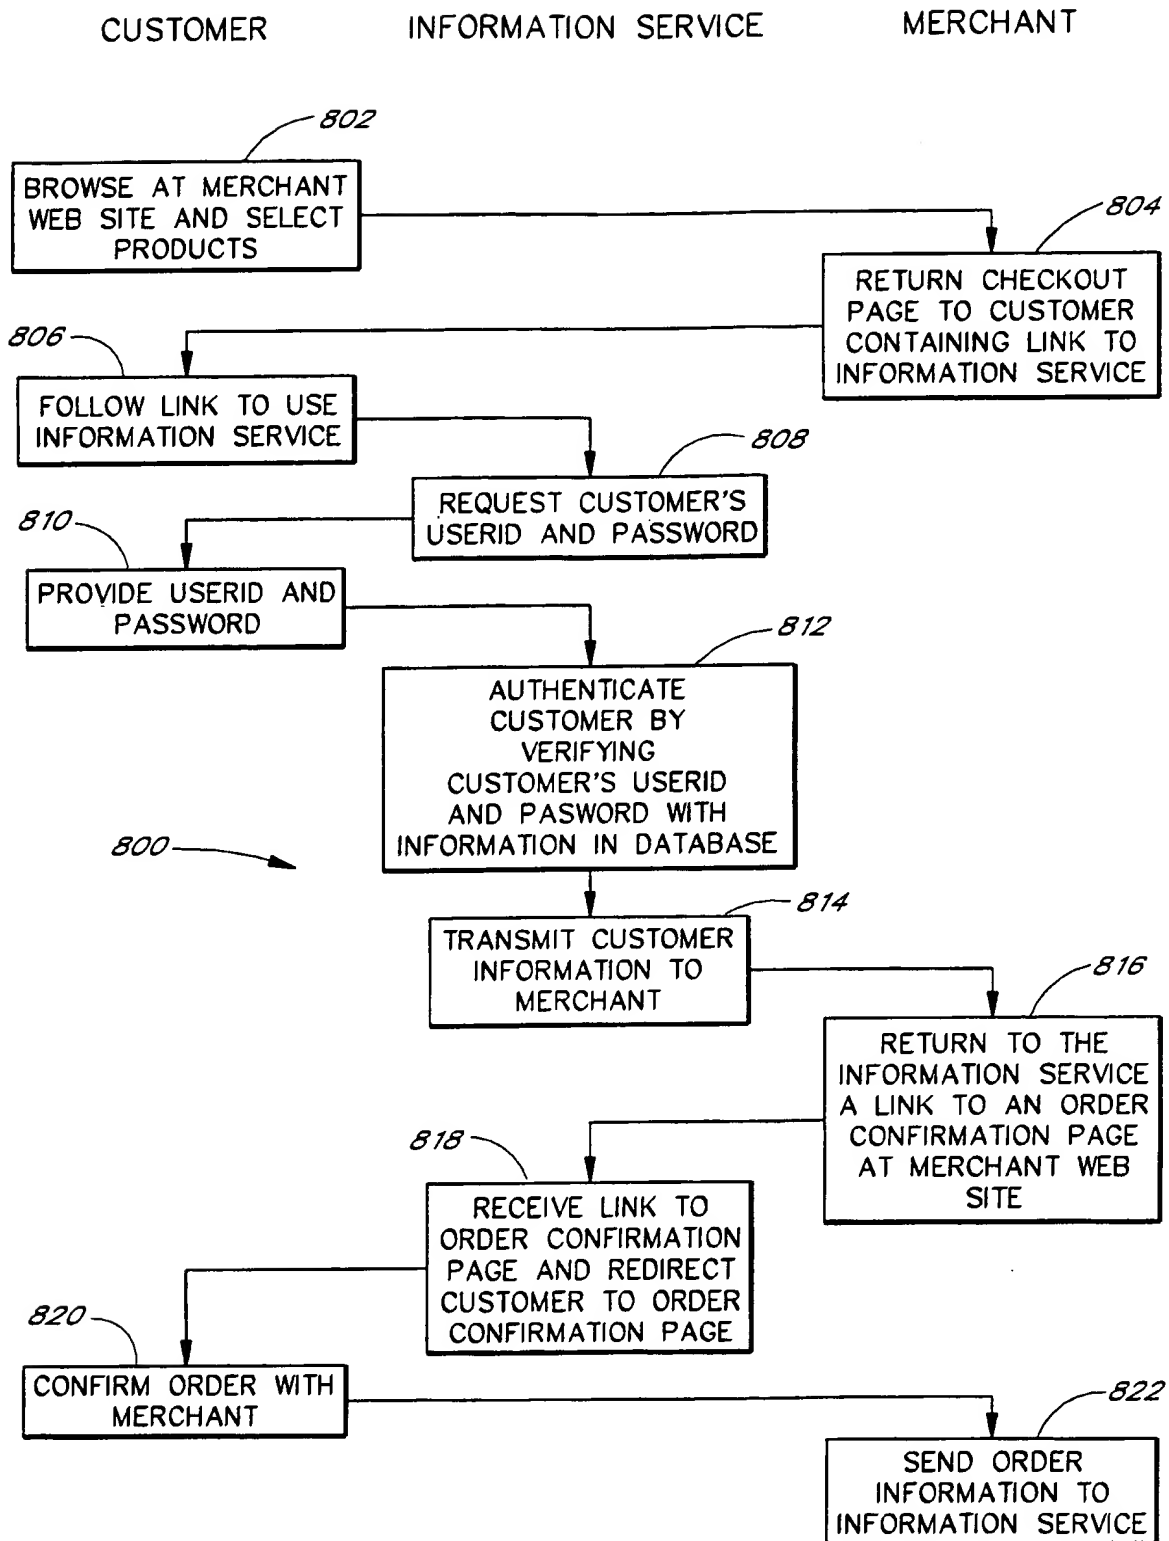 CUSTOMER INFORMATION SERVICE MERCHANT
802
BROWSE AT MERCHANT
WEB SITE AND SELECT
PRODUCTS
804
RETURN CHECKOUT
PAGE TO CUSTOMER
CONTAINING LINK TO
INFORMATION SERVICE
806
FOLLOW LINK TO USE
INFORMATION SERVICE
808
REQUEST CUSTOMER'S
USERID AND PASSWORD
810
PROVIDE USERID AND
PASSWORD
812
AUTHENTICATE
CUSTOMER BY
VERIFYING
CUSTOMER'S USERID
AND PASWORD WITH
INFORMATION IN DATABASE
800
814
TRANSMIT CUSTOMER
INFORMATION TO
MERCHANT
816
RETURN TO THE
INFORMATION SERVICE
A LINK TO AN ORDER
CONFIRMATION PAGE
AT MERCHANT WEB
SITE
818
RECEIVE LINK TO
ORDER CONFIRMATION
PAGE AND REDIRECT
CUSTOMER TO ORDER
CONFIRMATION PAGE
820
CONFIRM ORDER WITH
MERCHANT
822
SEND ORDER
INFORMATION TO
INFORMATION SERVICE